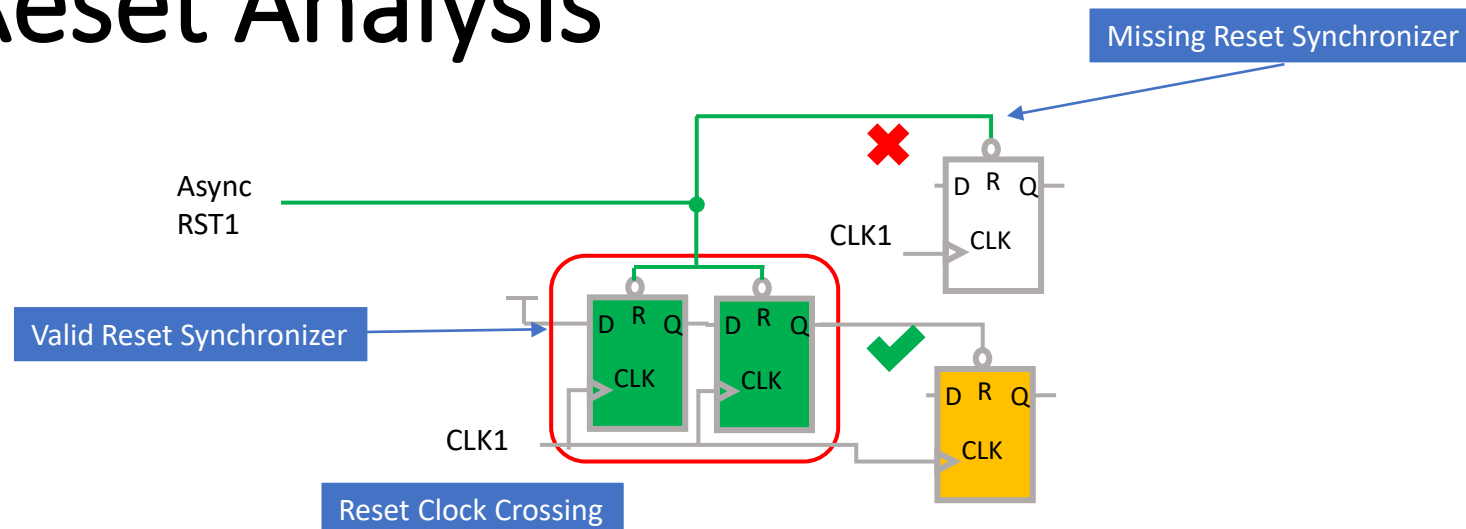 Reset Analysis
Missing Reset Synchronizer
Async
RST1
D R Q
CLK1
CLK
Valid Reset Synchronizer
D R Q
D R Q
CLK
CLK
D R Q
CLK1
CLK
Reset Clock Crossing